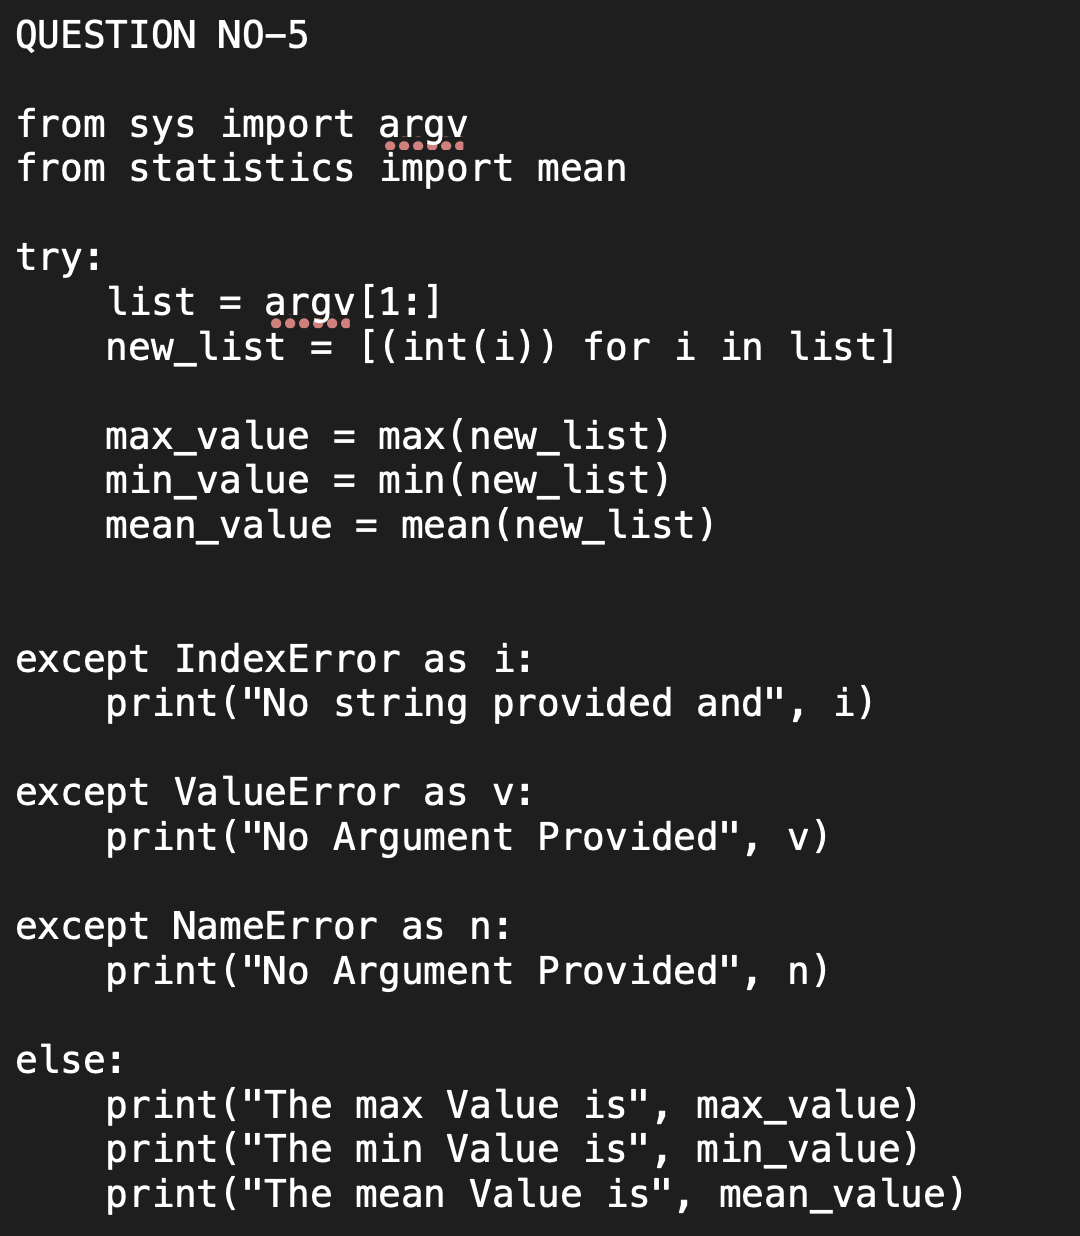 QUESTION NO-5
from sys import argv
from statistics import mean
try:
    list = argv[1:]
    new_list = [(int(i)) for i in list]
    max_value = max(new_list)
    min_value = min(new_list)
    mean_value = mean(new_list)
except IndexError as i:
    print("No string provided and", i)
except ValueError as v:
    print("No Argument Provided", v)
except NameError as n:
    print("No Argument Provided", n)
else:
    print("The max Value is", max_value)
    print("The min Value is", min_value)
    print("The mean Value is", mean_value)